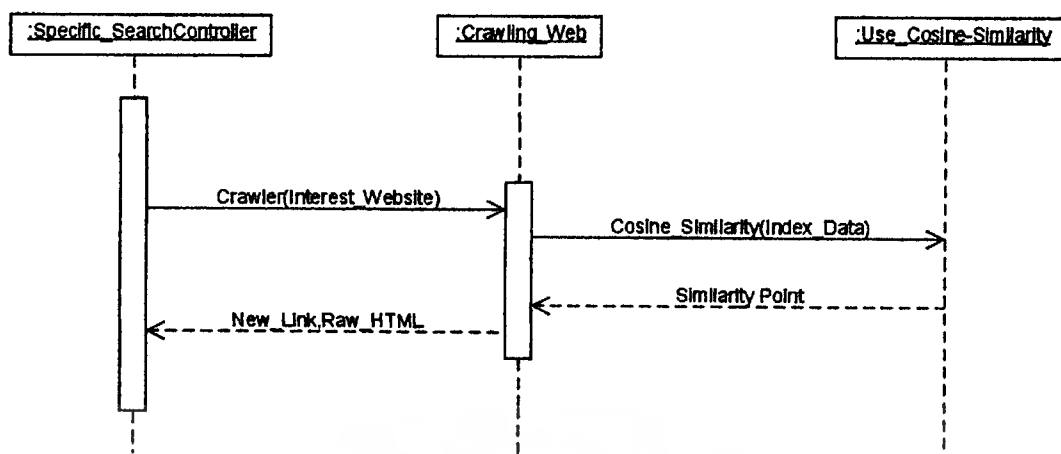 :Specific_SearchController
:Crawling_Web
:Use_Cosine-Similarity
Crawler(Interest_Website)
Cosine_Similarity(Index_Data)
Similarity Point
New_Link,Raw_HTML